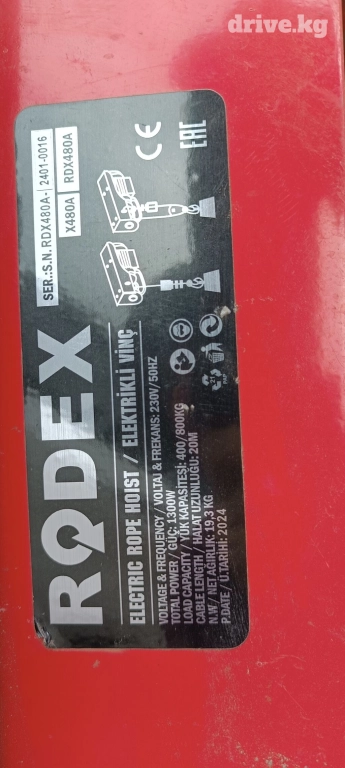 drive.kg
SER.:S.N. RDX480A-|2401-0016
X480A RDX480A
CE EAC
RODEX
ELECTRIC ROPE HOIST / ELEKTRİKLİ VİNÇ
VOLTAGE & FREQUENCY / VOLTAJ & FREKANS: 230V/50HZ
TOTAL POWER / GÜÇ: 1300W
LOAD CAPACITY / YÜK KAPASİTESİ: 400/800KG
CABLE LENGTH / HALAT UZUNLUĞU: 20M
N.W/ NET AĞIRLIK: 19,3 KG
P.DATE / Ü.TARİHİ: 2024
PAP